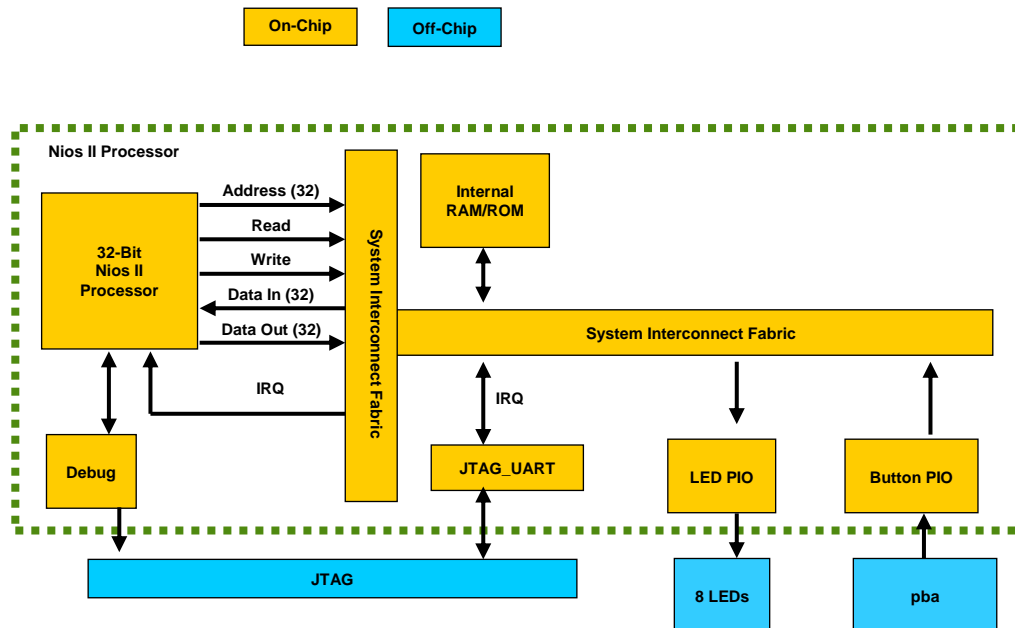 On-Chip
Off-Chip
Nios II Processor
32-Bit
Nios II
Processor
Address (32)
Read
Write
Data In (32)
Data Out (32)
IRQ
System Interconnect Fabric
Internal
RAM/ROM
System Interconnect Fabric
IRQ
Debug
JTAG_UART
LED PIO
Button PIO
JTAG
8 LEDs
pba